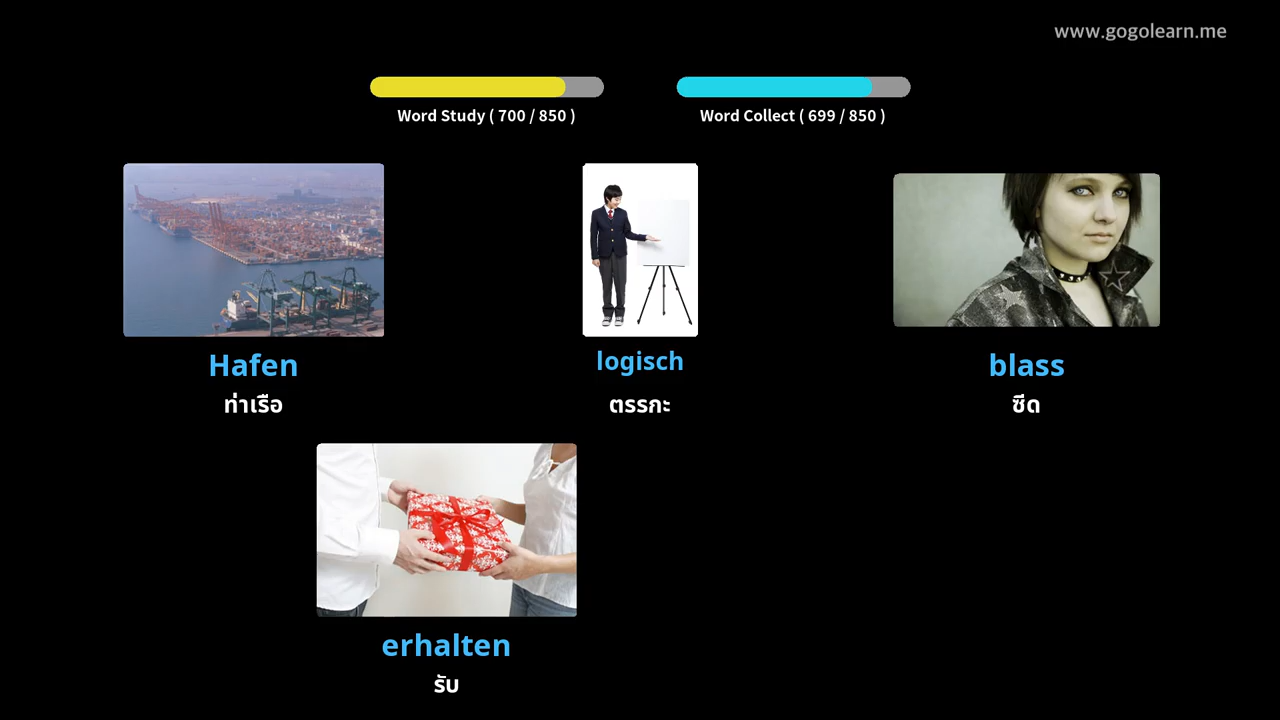 www.gogolearn.me
Word Study ( 700 / 850 )
Word Collect ( 699 / 850 )
Hafen
ท่าเรือ
logisch
ตรรกะ
blass
ซีด
erhalten
รับ